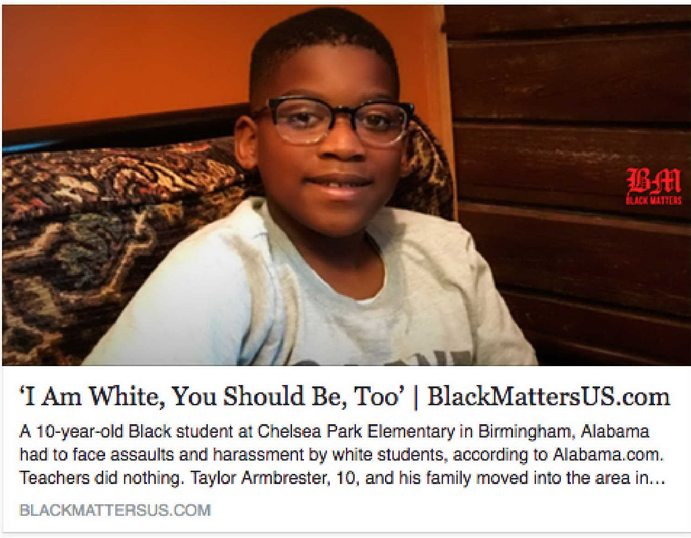 BM
BLACK MATTERS
‘I Am White, You Should Be, Too’ | BlackMattersUS.com
A 10-year-old Black student at Chelsea Park Elementary in Birmingham, Alabama
had to face assaults and harassment by white students, according to Alabama.com.
Teachers did nothing. Taylor Armbrester, 10, and his family moved into the area in…
BLACKMATTERSUS.COM